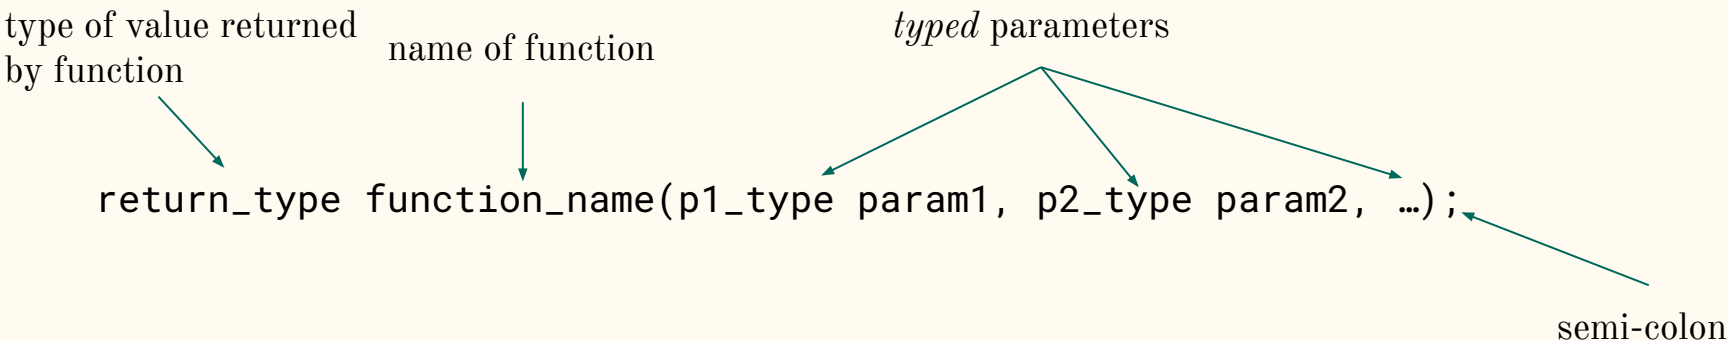 type of value returned
by function
name of function
typed parameters
return_type function_name(p1_type param1, p2_type param2, …);
semi-colon